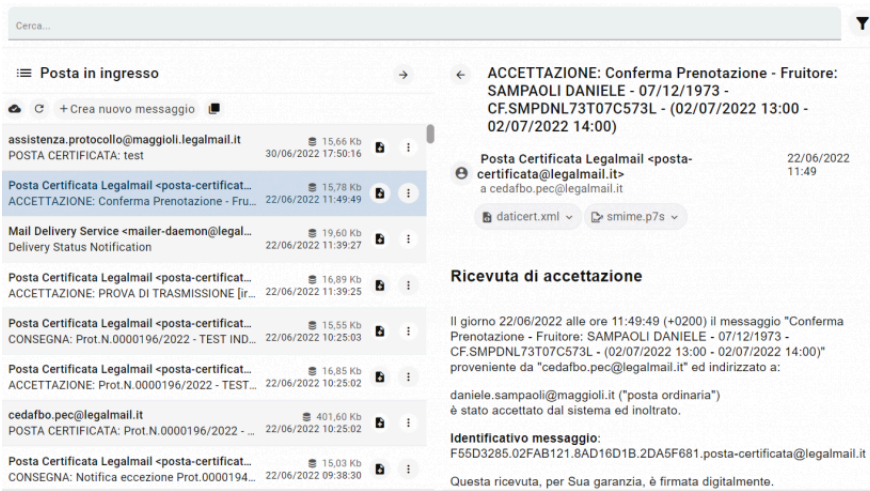 Cerca...
Posta in ingresso
+ Crea nuovo messaggio
assistenza.protocollo@maggioli.legalmail.it
15,66 Kb
POSTA CERTIFICATA: test
30/06/2022 17:50:16
Posta Certificata Legalmail <posta-certificat...
15,78 Kb
ACCETTAZIONE: Conferma Prenotazione - Fru...
22/06/2022 11:49:49
Mail Delivery Service <mailer-daemon@legal...
19,60 Kb
Delivery Status Notification
22/06/2022 11:39:27
Posta Certificata Legalmail <posta-certificat...
16,89 Kb
ACCETTAZIONE: PROVA DI TRASMISSIONE [ir...
22/06/2022 11:39:25
Posta Certificata Legalmail <posta-certificat...
15,55 Kb
CONSEGNA: Prot.N.0000196/2022 - TEST IND...
22/06/2022 10:25:03
Posta Certificata Legalmail <posta-certificat...
16,85 Kb
ACCETTAZIONE: Prot.N.0000196/2022 - TEST...
22/06/2022 10:25:02
cedafbo.pec@legalmail.it
401,60 Kb
POSTA CERTIFICATA: Prot.N.0000196/2022 - ...
22/06/2022 10:25:02
Posta Certificata Legalmail <posta-certificat...
15,03 Kb
CONSEGNA: Notifica eccezione Prot.0000194...
22/06/2022 09:38:30
ACCETTAZIONE: Conferma Prenotazione - Fruitore:
SAMPAOLI DANIELE - 07/12/1973 -
CF.SMPDNL73T07C573L - (02/07/2022 13:00 -
02/07/2022 14:00)
Posta Certificata Legalmail <posta-
certificata@legalmail.it>
a cedafbo.pec@legalmail.it
22/06/2022
11:49
daticert.xml
smime.p7s
Ricevuta di accettazione
Il giorno 22/06/2022 alle ore 11:49:49 (+0200) il messaggio "Conferma
Prenotazione - Fruitore: SAMPAOLI DANIELE - 07/12/1973 -
CF.SMPDNL73T07C573L - (02/07/2022 13:00 - 02/07/2022 14:00)"
proveniente da "cedafbo.pec@legalmail.it" ed indirizzato a:
daniele.sampaoli@maggioli.it ("posta ordinaria")
è stato accettato dal sistema ed inoltrato.
Identificativo messaggio:
F55D3285.02FAB121.8AD16D1B.2DA5F681.posta-certificata@legalmail.it
Questa ricevuta, per Sua garanzia, è firmata digitalmente.